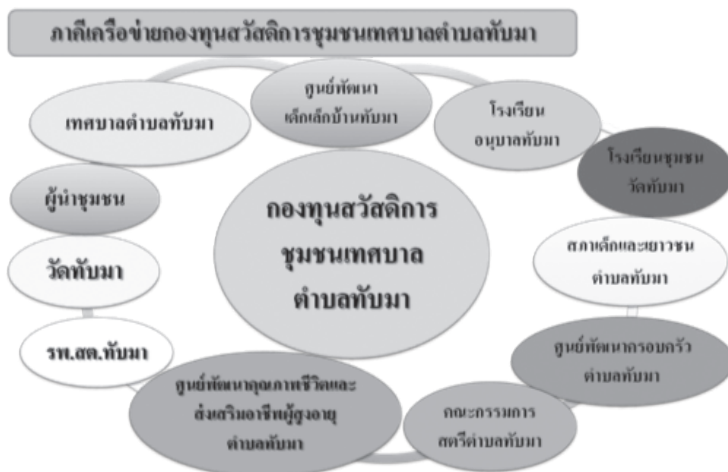 ภาคีเครือข่ายกองทุนสวัสดิการชุมชนเทศบาลตำบลทับมา
ศูนย์พัฒนา
เด็กเล็กบ้านทับมา
โรงเรียน
อนุบาลทับมา
โรงเรียนชุมชน
วัดทับมา
สภาเด็กและเยาวชน
ตำบลทับมา
ศูนย์พัฒนาครอบครัว
ตำบลทับมา
คณะกรรมการ
สตรีตำบลทับมา
ศูนย์พัฒนาคุณภาพชีวิตและ
ส่งเสริมอาชีพผู้สูงอายุ
ตำบลทับมา
รพ.สต.ทับมา
วัดทับมา
ผู้นำชุมชน
เทศบาลตำบลทับมา
กองทุนสวัสดิการ
ชุมชนเทศบาล
ตำบลทับมา